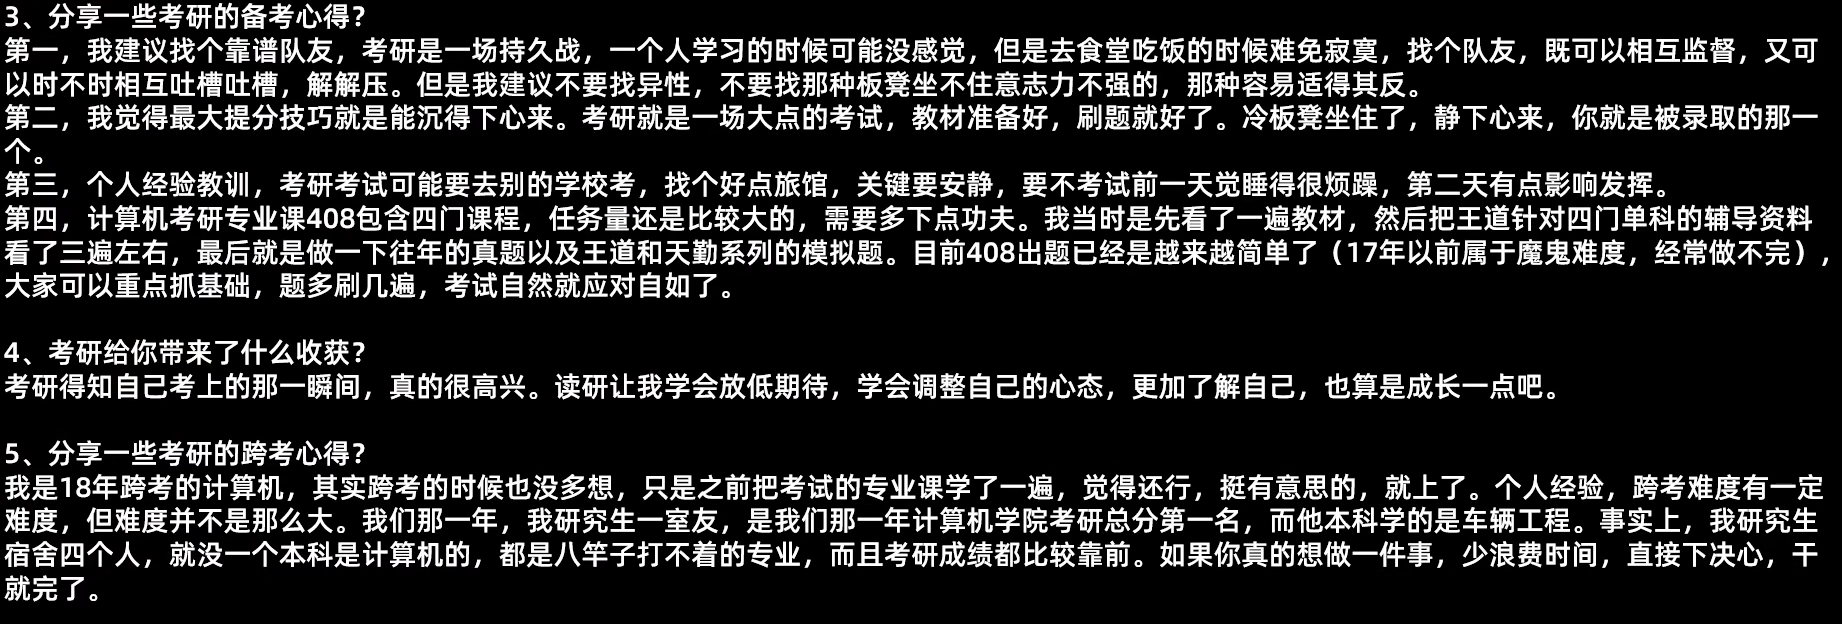 3、分享一些考研的备考心得?
第一，我建议找个靠谱队友，考研是一场持久战，一个人学习的时候可能没感觉，但是去食堂吃饭的时候难免寂寞，找个队友，既可以相互监督，又可
以时不时相互吐槽吐槽，解解压。但是我建议不要找异性，不要找那种板凳坐不住意志力不强的，那种容易适得其反。
第二，我觉得最大提分技巧就是能沉得下心来。考研就是一场大点的考试，教材准备好，刷题就好了。冷板凳坐住了，静下心来，你就是被录取的那一
个。
第三，个人经验教训，考研考试可能要去别的学校考，找个好点旅馆，关键要安静，要不考试前一天觉睡得很烦躁，第二天有点影响发挥。
第四，计算机考研专业课408包含四门课程，任务量还是比较大的，需要多下点功夫。我当时是先看了一遍教材，然后把王道针对四门单科的辅导资料
看了三遍左右，最后就是做一下往年的真题以及王道和天勤系列的模拟题。目前408出题已经是越来越简单了（17年以前属于魔鬼难度，经常做不完），
大家可以重点抓基础，题多刷几遍，考试自然就应对自如了。
4、考研给你带来了什么收获?
考研得知自己考上的那一瞬间，真的很高兴。读研让我学会放低期待，学会调整自己的心态，更加了解自己，也算是成长一点吧。
5、分享一些考研的跨考心得?
我是18年跨考的计算机，其实跨考的时候也没多想，只是之前把考试的专业课学了一遍，觉得还行，挺有意思的，就上了。个人经验，跨考难度有一定
难度，但难度并不是那么大。我们那一年，我研究生一室友，是我们那一年计算机学院考研总分第一名，而他本科学的是车辆工程。事实上，我研究生
宿舍四个人，就没一个本科是计算机的，都是八竿子打不着的专业，而且考研成绩都比较靠前。如果你真的想做一件事，少浪费时间，直接下决心，干
就完了。